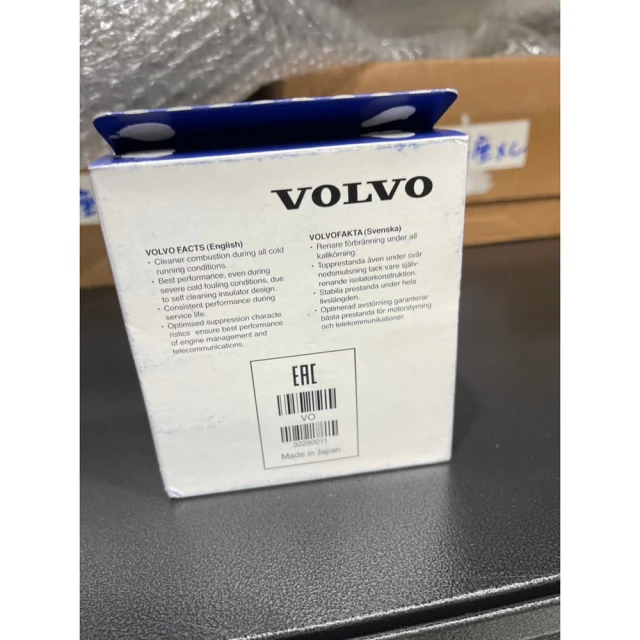 VOLVO
VOLVO FACTS (English)
· Cleaner combustion during all cold
running conditions.
· Best performance, even during
severe cold fouling conditions, due
to self cleaning insulator design.
· Consistent performance during
service life.
· Optimised suppression characte
ristics ensure best performance
of engine management and
telecommunications.
VOLVOFAKTA (Svenska)
· Renare förbränning under all
kallkörning.
· Topprestanda även under svår
nedsmutsning tack vare själv-
renande isolatorkonstruktion.
· Stabila prestanda under hela
livslängden.
· Optimerad avstörning garanterar
bästa prestanda för motorstyrning
och telekommunikationer.
EAC
VO
32290011
Made in Japan